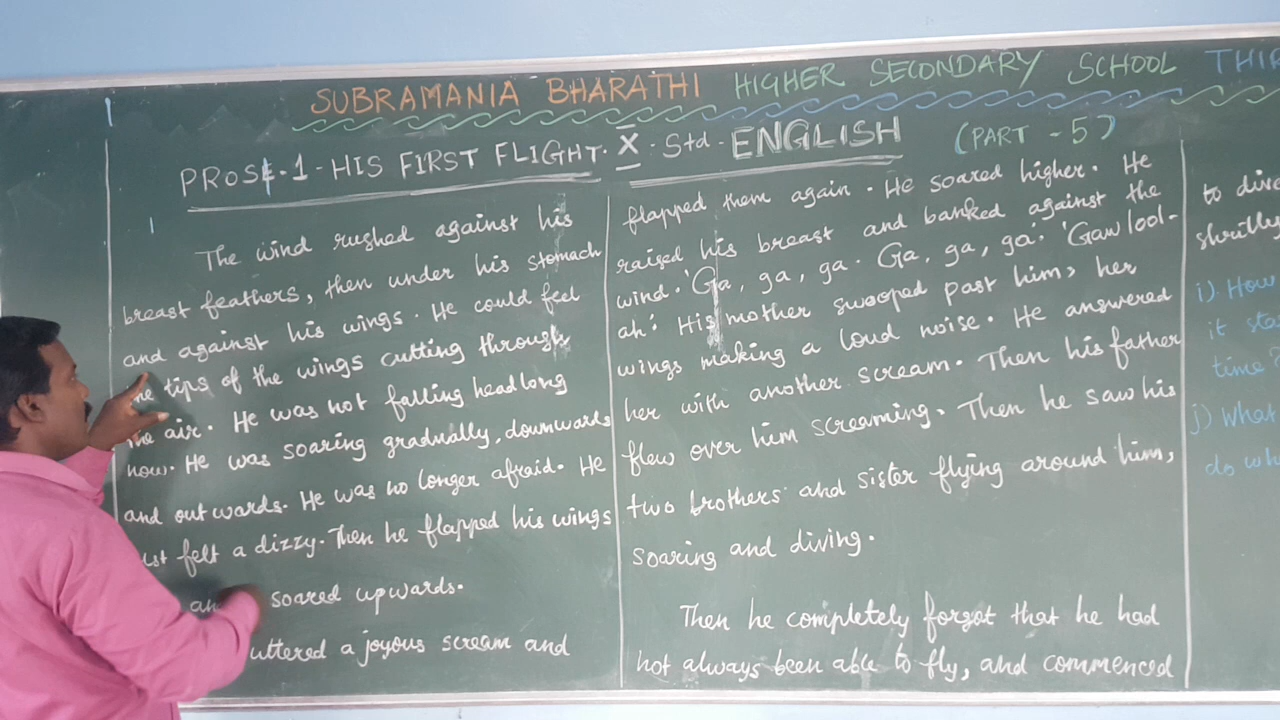 SUBRAMANIA BHARATHI HIGHER SECONDARY SCHOOL
PROSE.1 - HIS FIRST FLIGHT. X. Std. ENGLISH (PART - 5)
The wind rushed against his
breast feathers, then under his stomach
and against his wings. He could feel
tips of the wings cutting through
the air. He was not falling headlong
now. He was soaring gradually, downwards
and outwards. He was no longer afraid. He
felt a dizzy. Then he flapped his wings
soared upwards.
uttered a joyous scream and
flapped them again. He soared higher. He
raised his breast and banked against the
wind. 'Ga, ga, ga. Ga, ga, ga'. 'Gaw lool-
ah'. His mother swooped past him, her
wings making a loud noise. He answered
her with another scream. Then his father
flew over him screaming. Then he saw his
two brothers and sister flying around him,
soaring and diving.
Then he completely forgot that he had
not always been able to fly, and commenced
to
shrilly
i). How
it
time?
j) What
do